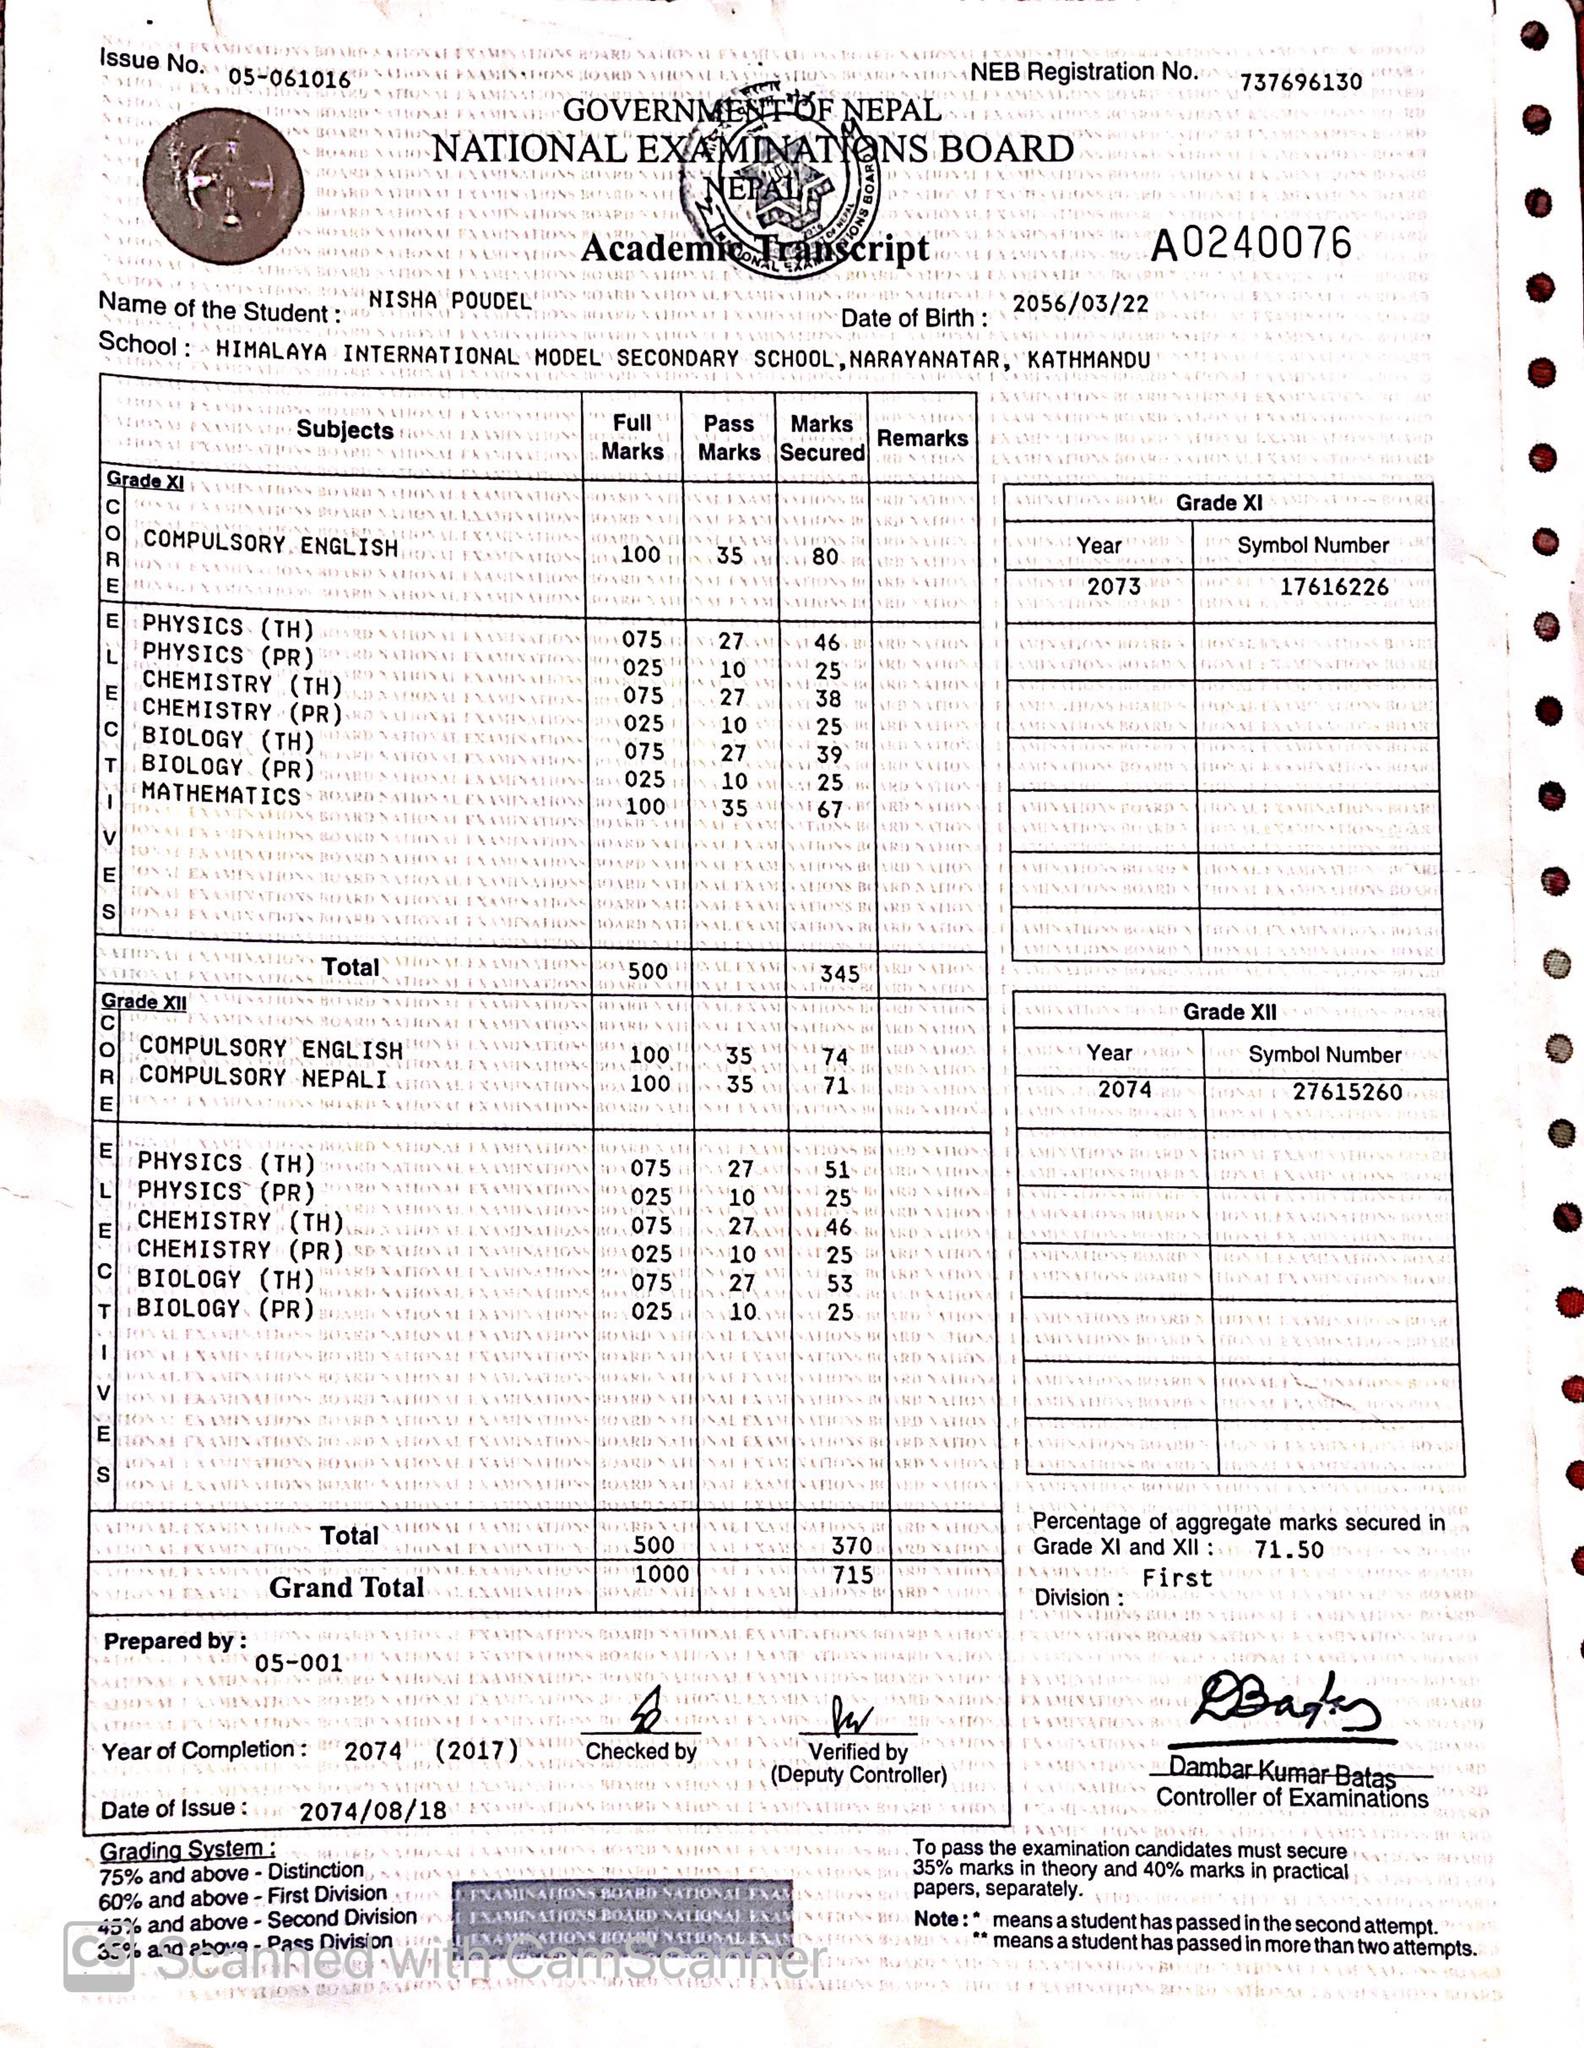 Issue No. 05-061016
NEB Registration No. 737696130
GOVERNMENT OF NEPAL
NATIONAL EXAMINATIONS BOARD
NEPAL
Academic Transcript
A0240076
Name of the Student : NISHA POUDEL
Date of Birth : 2056/03/22
School : HIMALAYA INTERNATIONAL MODEL SECONDARY SCHOOL,NARAYANATAR, KATHMANDU
Subjects Full Marks Pass Marks Marks Secured Remarks
Grade XI
CORE
COMPULSORY ENGLISH 100 35 80
ELECTIVES
PHYSICS (TH) 075 27 46
PHYSICS (PR) 025 10 25
CHEMISTRY (TH) 075 27 38
CHEMISTRY (PR) 025 10 25
BIOLOGY (TH) 075 27 39
BIOLOGY (PR) 025 10 25
MATHEMATICS 100 35 67
Total 500 345
Grade XII
CORE
COMPULSORY ENGLISH 100 35 74
COMPULSORY NEPALI 100 35 71
ELECTIVES
PHYSICS (TH) 075 27 51
PHYSICS (PR) 025 10 25
CHEMISTRY (TH) 075 27 46
CHEMISTRY (PR) 025 10 25
BIOLOGY (TH) 075 27 53
BIOLOGY (PR) 025 10 25
Total 500 370
Grand Total 1000 715
Grade XI
Year Symbol Number
2073 17616226
Grade XII
Year Symbol Number
2074 27615260
Percentage of aggregate marks secured in
Grade XI and XII : 71.50
Division : First
Prepared by :
05-001
Checked by
Verified by
(Deputy Controller)
Year of Completion : 2074 (2017)
Date of Issue : 2074/08/18
Dambar Kumar Batas
Controller of Examinations
Grading System :
75% and above - Distinction
60% and above - First Division
45% and above - Second Division
35% and above - Pass Division
EXAMINATIONS BOARD NATIONAL EXAM
EXAMINATIONS BOARD NATIONAL EXAM
EXAMINATIONS BOARD NATIONAL EXAM
To pass the examination candidates must secure
35% marks in theory and 40% marks in practical
papers, separately.
Note : * means a student has passed in the second attempt.
** means a student has passed in more than two attempts.
CS Scanned with CamScanner